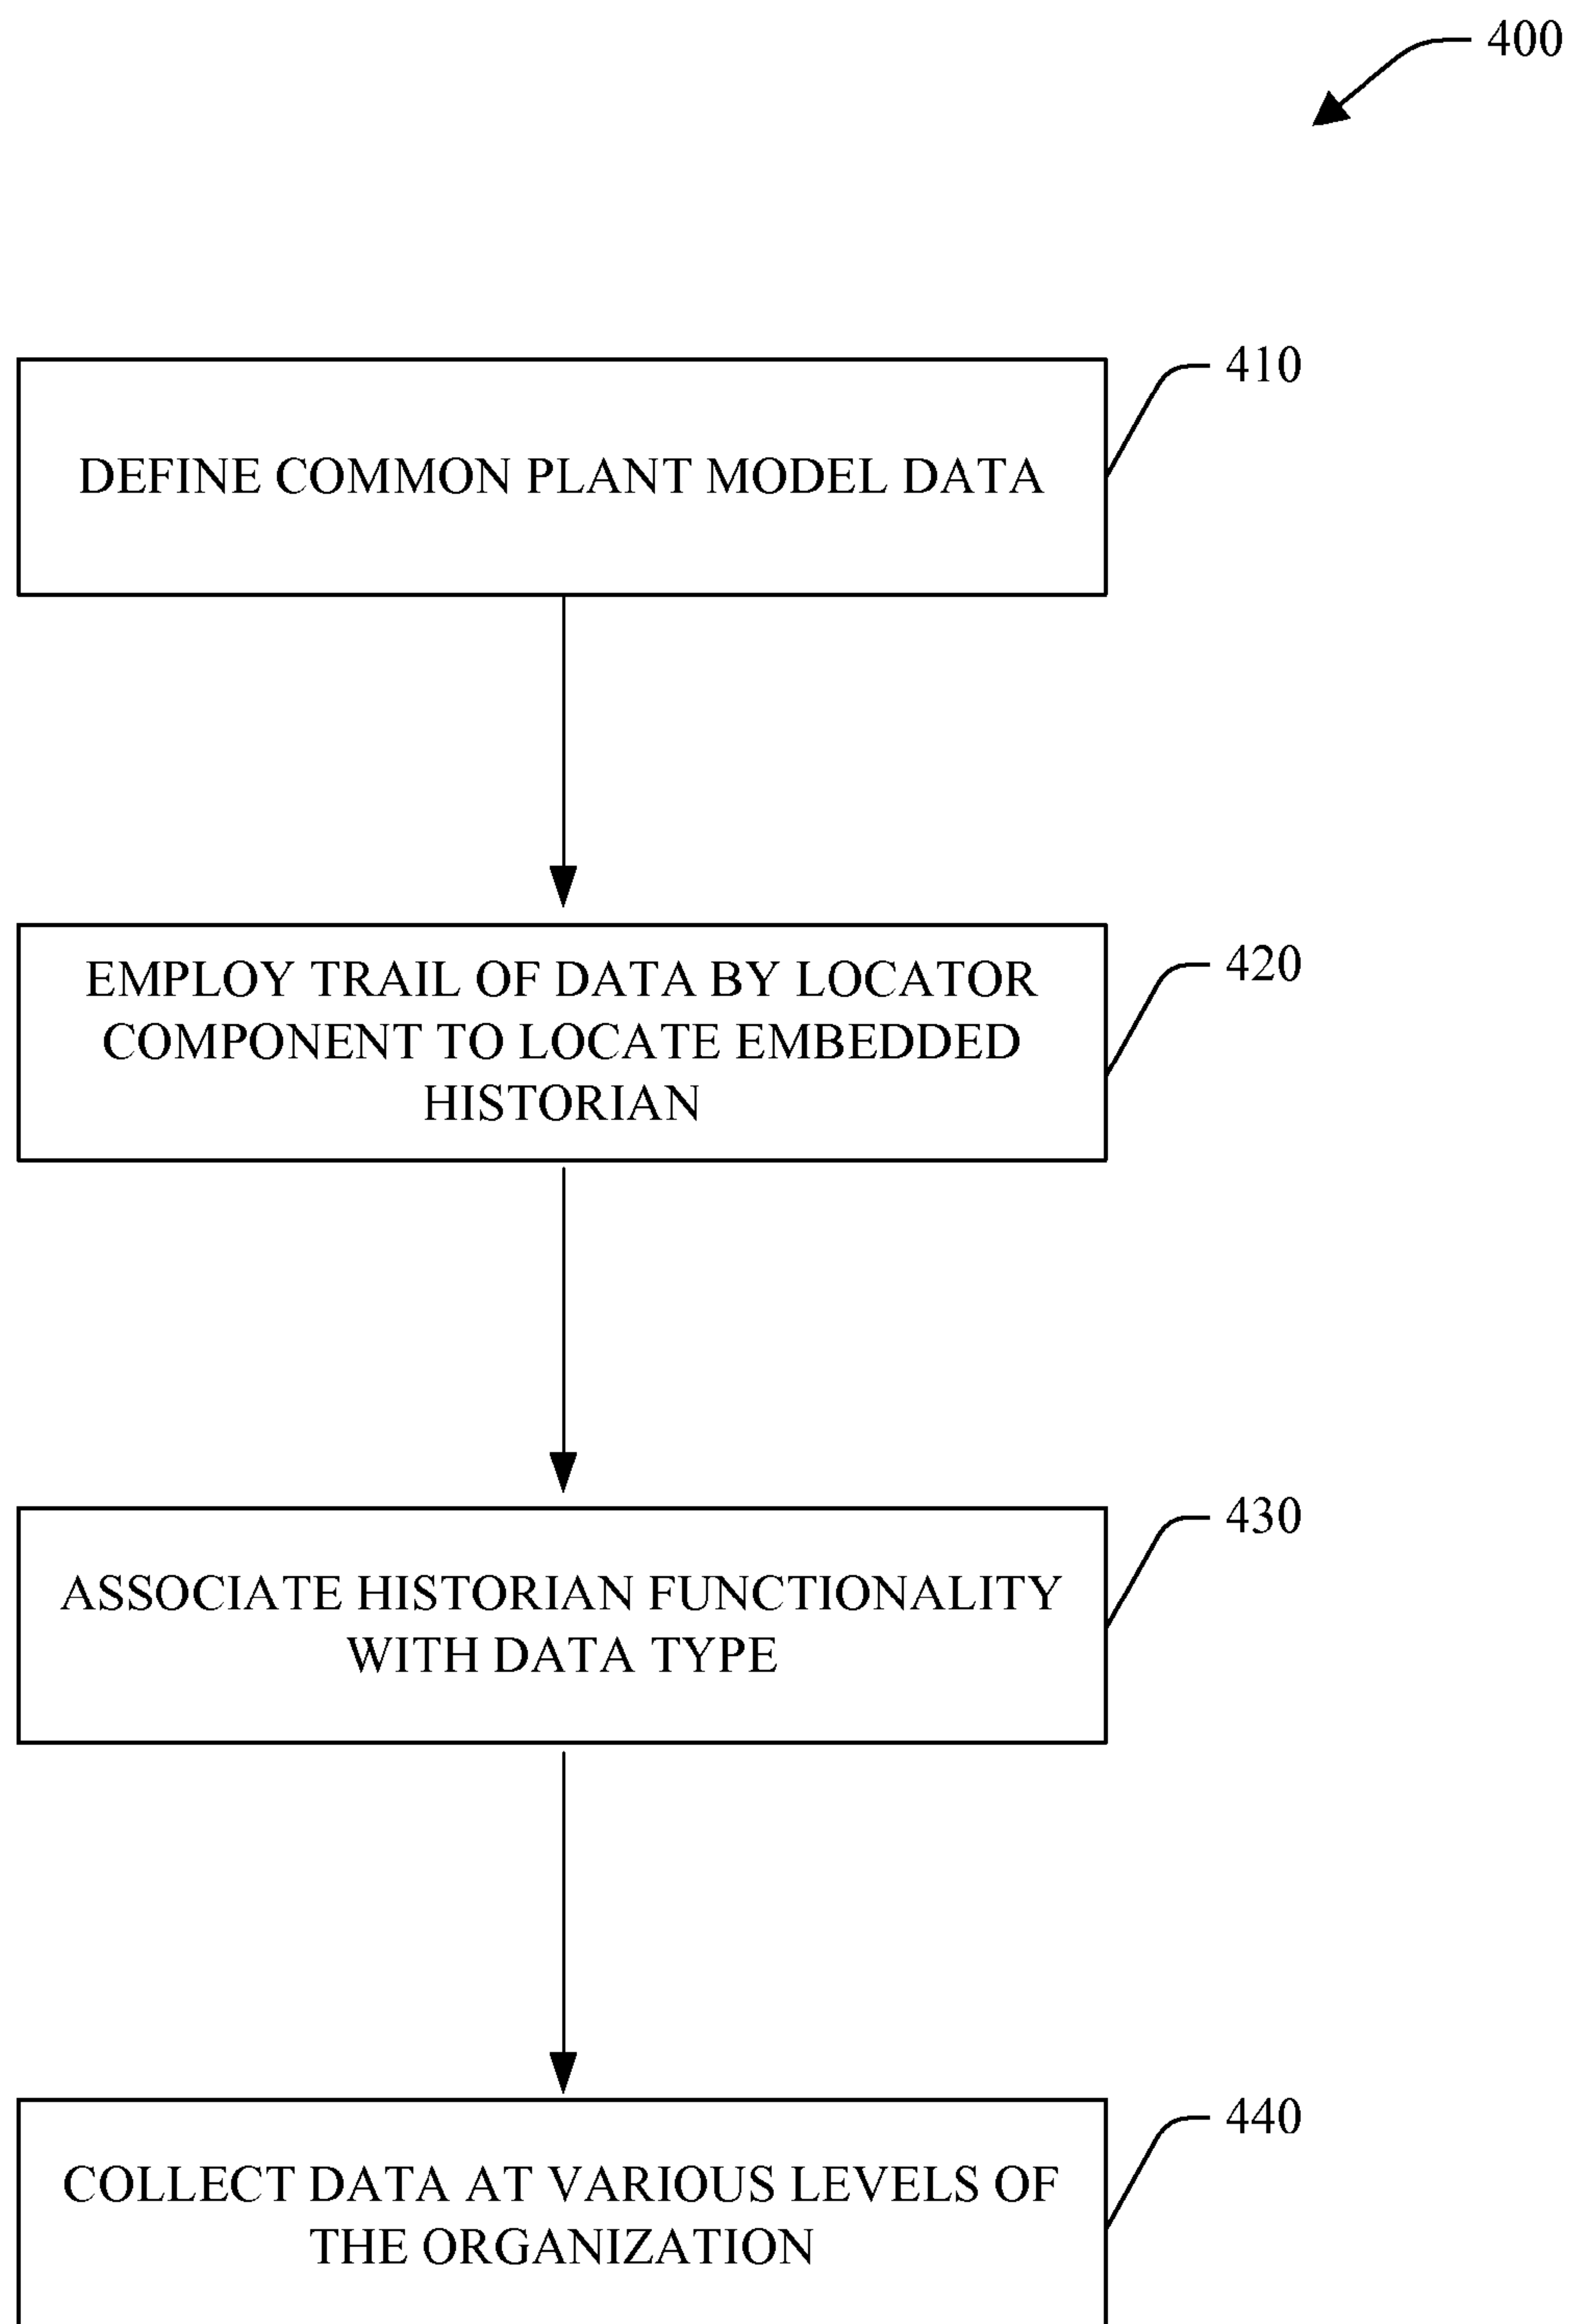 400
410
DEFINE COMMON PLANT MODEL DATA
420
EMPLOY TRAIL OF DATA BY LOCATOR
COMPONENT TO LOCATE EMBEDDED
HISTORIAN
430
ASSOCIATE HISTORIAN FUNCTIONALITY
WITH DATA TYPE
440
COLLECT DATA AT VARIOUS LEVELS OF
THE ORGANIZATION